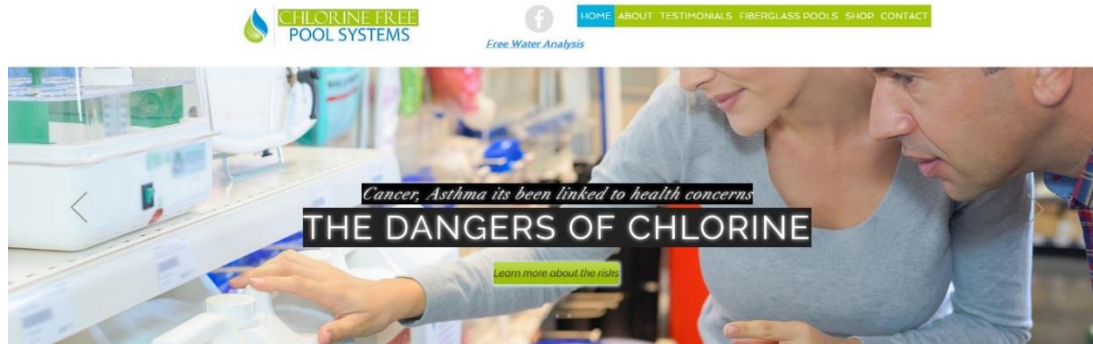 CHLORINE FREE
POOL SYSTEMS
Free Water Analysis
HOME ABOUT TESTIMONIALS FIBERGLASS POOLS SHOP CONTACT
Cancer, Asthma its been linked to health concerns
THE DANGERS OF CHLORINE
Learn more about the risks